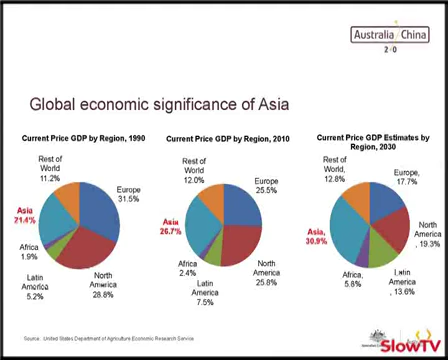 Australia China
2 0
Global economic significance of Asia
Current Price GDP by Region, 1990
Rest of
World
11.2%
Europe
31.5%
Asia
21.4%
Africa
1.9%
Latin
America
5.2%
North
America
28.8%
Current Price GDP by Region, 2010
Rest of
World
12.0%
Europe
25.5%
Asia
26.7%
Africa
2.4%
Latin
America
7.5%
North
America
25.8%
Current Price GDP Estimates by
Region, 2030
Rest of
World,
12.8%
Europe,
17.7%
Asia,
30.9%
North
America
, 19.3%
Africa,
5.8%
Latin
America
, 13.6%
Source: United States Department of Agriculture Economic Research Service
SlowTV